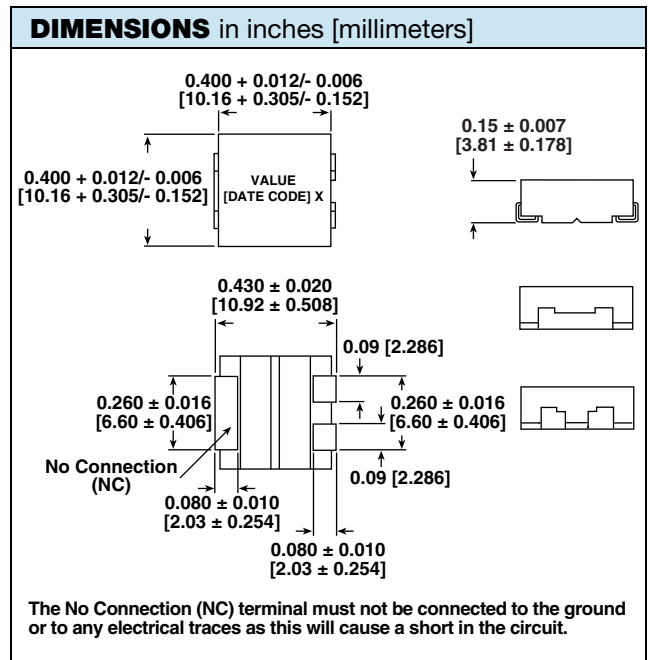 DIMENSIONS in inches [millimeters]
0.400 + 0.012/- 0.006
[10.16 + 0.305/- 0.152]
0.15 ± 0.007
[3.81 ± 0.178]
0.400 + 0.012/- 0.006
[10.16 + 0.305/- 0.152]
VALUE
[DATE CODE] X
0.430 ± 0.020
[10.92 ± 0.508]
0.09 [2.286]
0.260 ± 0.016
[6.60 ± 0.406]
0.260 ± 0.016
[6.60 ± 0.406]
No Connection
(NC)
0.09 [2.286]
0.080 ± 0.010
[2.03 ± 0.254]
0.080 ± 0.010
[2.03 ± 0.254]
The No Connection (NC) terminal must not be connected to the ground
or to any electrical traces as this will cause a short in the circuit.